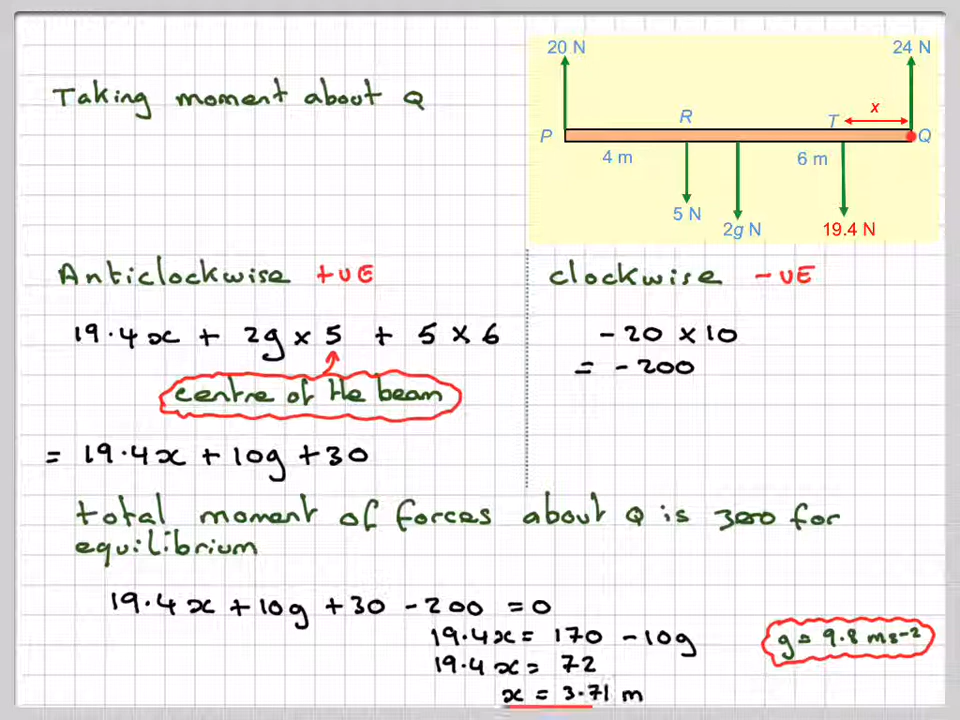 Taking moment about Q
20 N
24 N
R
T
x
P
Q
4 m
6 m
5 N
2g N
19.4 N
Anticlockwise +VE
clockwise -VE
19.4x + 2g × 5 + 5 × 6
-20 × 10
= -200
centre of the beam
= 19.4x + 10g + 30
total moment of forces about Q is zero for
equilibrium
19.4x + 10g + 30 - 200 = 0
19.4x = 170 - 10g
g = 9.8 ms-2
19.4x = 72
x = 3.71 m